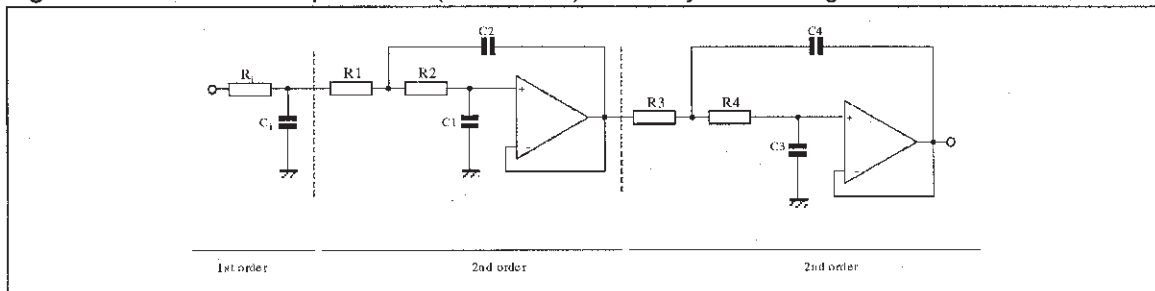 C2
C4
Ri
R1
R2
R3
R4
Ci
C1
C3
+
-
+
-
1st order
2nd order
2nd order